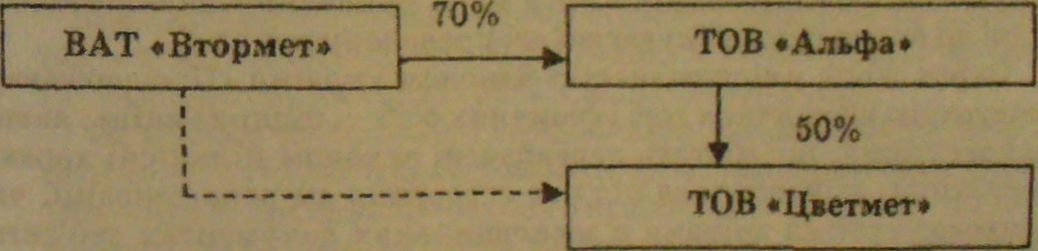 70%
ВАТ «Втормет»
ТОВ «Альфа»
50%
ТОВ «Цветмет»